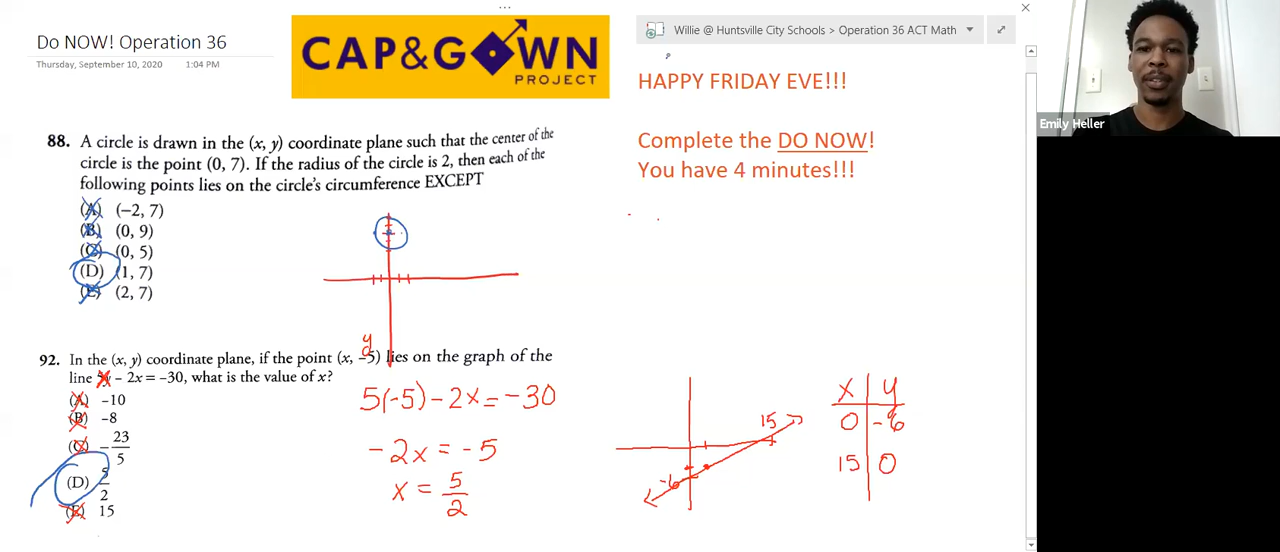 Do NOW! Operation 36
Thursday, September 10, 2020 1:04 PM
CAP&GOWN
PROJECT
Willie @ Huntsville City Schools > Operation 36 ACT Math
HAPPY FRIDAY EVE!!!
Complete the DO NOW!
You have 4 minutes!!!
Emily Heller
88. A circle is drawn in the (x, y) coordinate plane such that the center of the
circle is the point (0, 7). If the radius of the circle is 2, then each of the
following points lies on the circle's circumference EXCEPT
(A) (−2, 7)
(B) (0, 9)
(C) (0, 5)
(D) (1, 7)
(E) (2, 7)
y
92. In the (x, y) coordinate plane, if the point (x, −5) lies on the graph of the
line 5y − 2x = −30, what is the value of x?
(A) −10
(B) −8
(C) −23/5
(D) 5/2
(E) 15
5(-5) - 2x = -30
-2x = -5
x = 5/2
15
-6
x y
0 -6
15 0